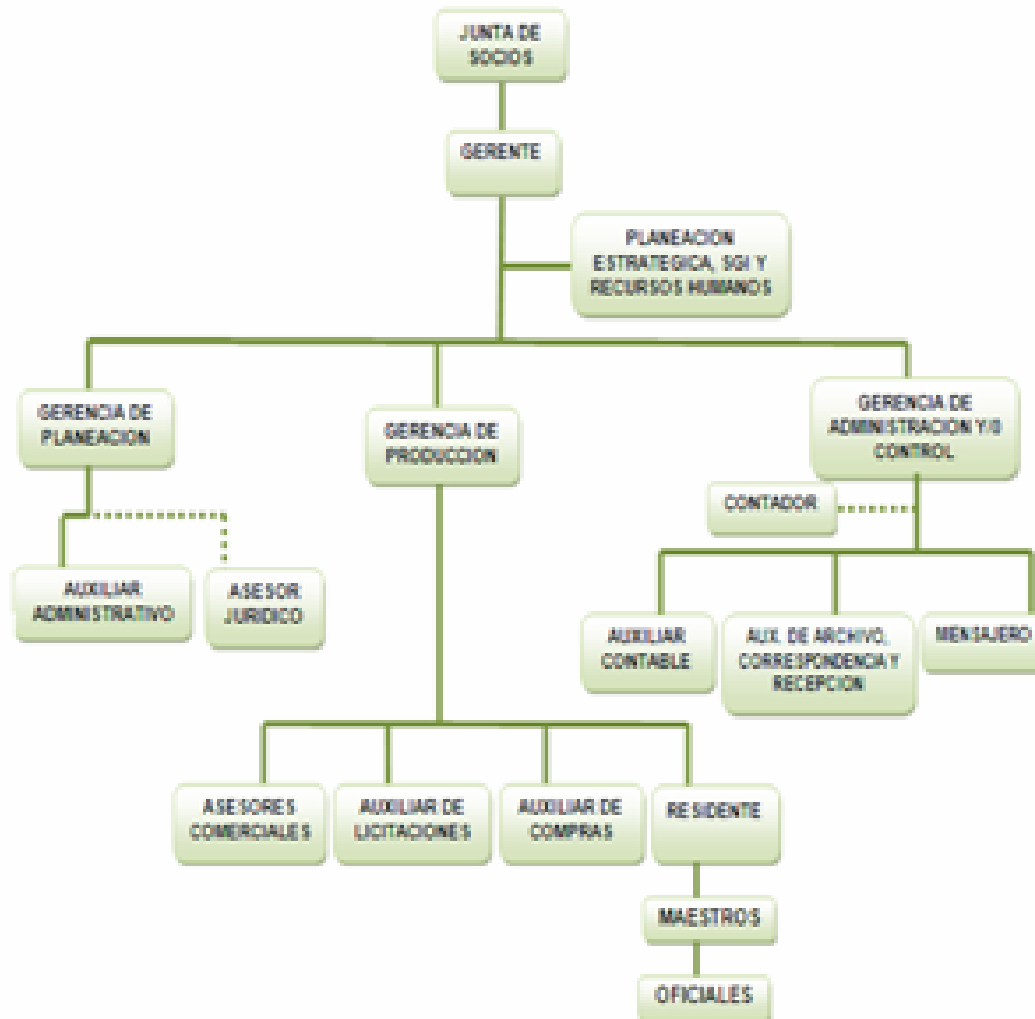 JUNTA DE
SOCIOS
GERENTE
PLANEACION
ESTRATEGICA, SGI Y
RECURSOS HUMANOS
GERENCIA DE
PLANEACION
GERENCIA DE
PRODUCCION
GERENCIA DE
ADMINISTRACION Y/O
CONTROL
CONTADOR
AUXILIAR
ADMINISTRATIVO
ASESOR
JURIDICO
AUXILIAR
CONTABLE
AUX. DE ARCHIVO,
CORRESPONDENCIA Y
RECEPCION
MENSAJERO
ASESORES
COMERCIALES
AUXILIAR DE
LICITACIONES
AUXILIAR DE
COMPRAS
RESIDENTE
MAESTROS
OFICIALES